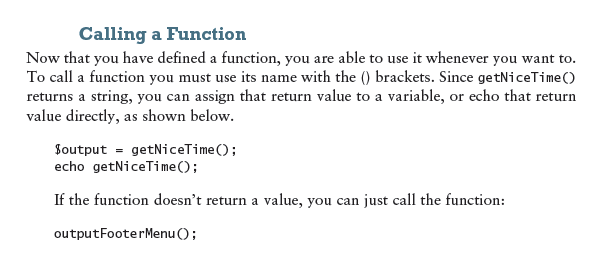 Calling a Function
Now that you have defined a function, you are able to use it whenever you want to.
To call a function you must use its name with the () brackets. Since getNiceTime()
returns a string, you can assign that return value to a variable, or echo that return
value directly, as shown below.
$output = getNiceTime();
echo getNiceTime();
If the function doesn't return a value, you can just call the function:
outputFooterMenu();